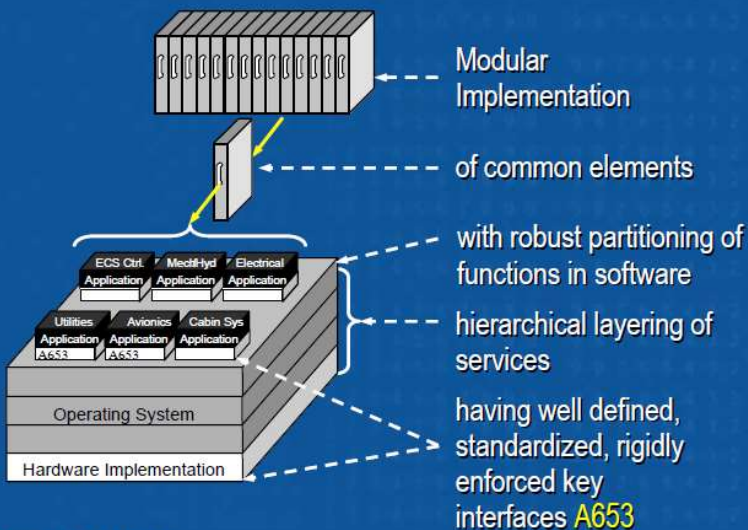 Modular
Implementation
of common elements
with robust partitioning of
functions in software
hierarchical layering of
services
having well defined,
standardized, rigidly
enforced key
interfaces A653
ECS Ctrl.
Application
Mech/Hyd
Application
Electrical
Application
Utilities
Application
A653
Avionics
Application
A653
Cabin Sys
Application
Operating System
Hardware Implementation